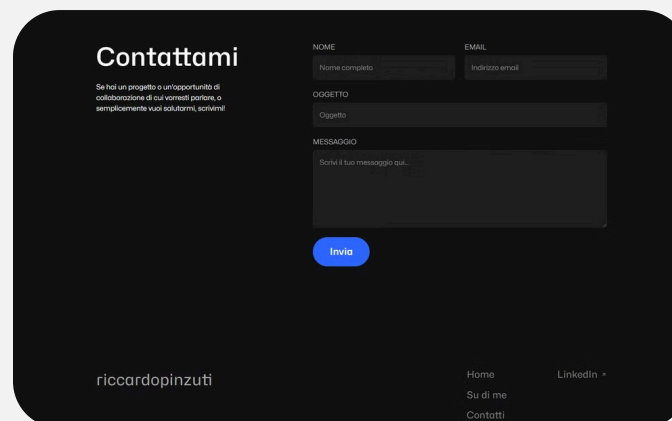 Contattami
Se hai un progetto o un'opportunità di
collaborazione di cui vorresti parlare, o
semplicemente vuoi salutarmi, scrivimi!
NOME
Nome completo
EMAIL
Indirizzo email
OGGETTO
Oggetto
MESSAGGIO
Scrivi il tuo messaggio qui...
Invia
riccardopinzuti
Home
LinkedIn
Su di me
Contatti